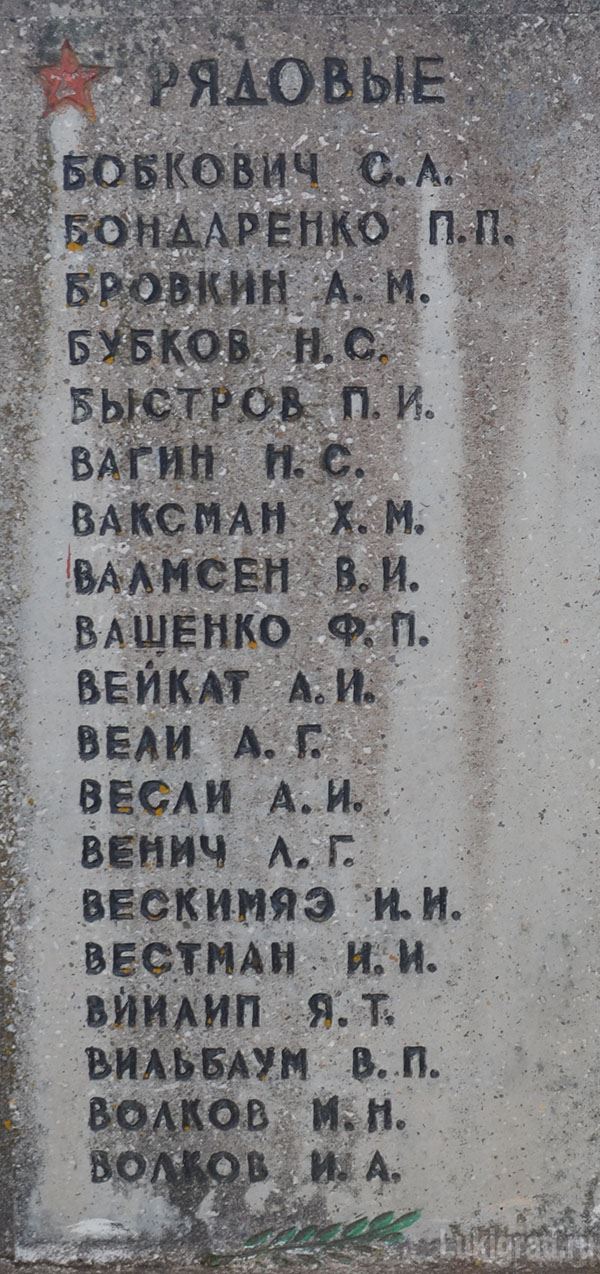 РЯДОВЫЕ
БОБКОВИЧ С.А.
БОНДАРЕНКО П.П.
БРОВКИН А.М.
БУБКОВ Н.С.
БЫСТРОВ П.И.
ВАГИН Н.С.
ВАКСМАН Х.М.
ВАЛМСЕН В.И.
ВАШЕНКО Ф.П.
ВЕЙКАТ А.И.
ВЕЛИ А.Г.
ВЕСЛИ А.И.
ВЕНИЧ Л.Г.
ВЕСКИМЯЭ И.И.
ВЕСТМАН И.И.
ВИИЛИП Я.Т.
ВИЛЬБАУМ В.П.
ВОЛКОВ М.Н.
ВОЛКОВ И.А.
Lukigrad.ru